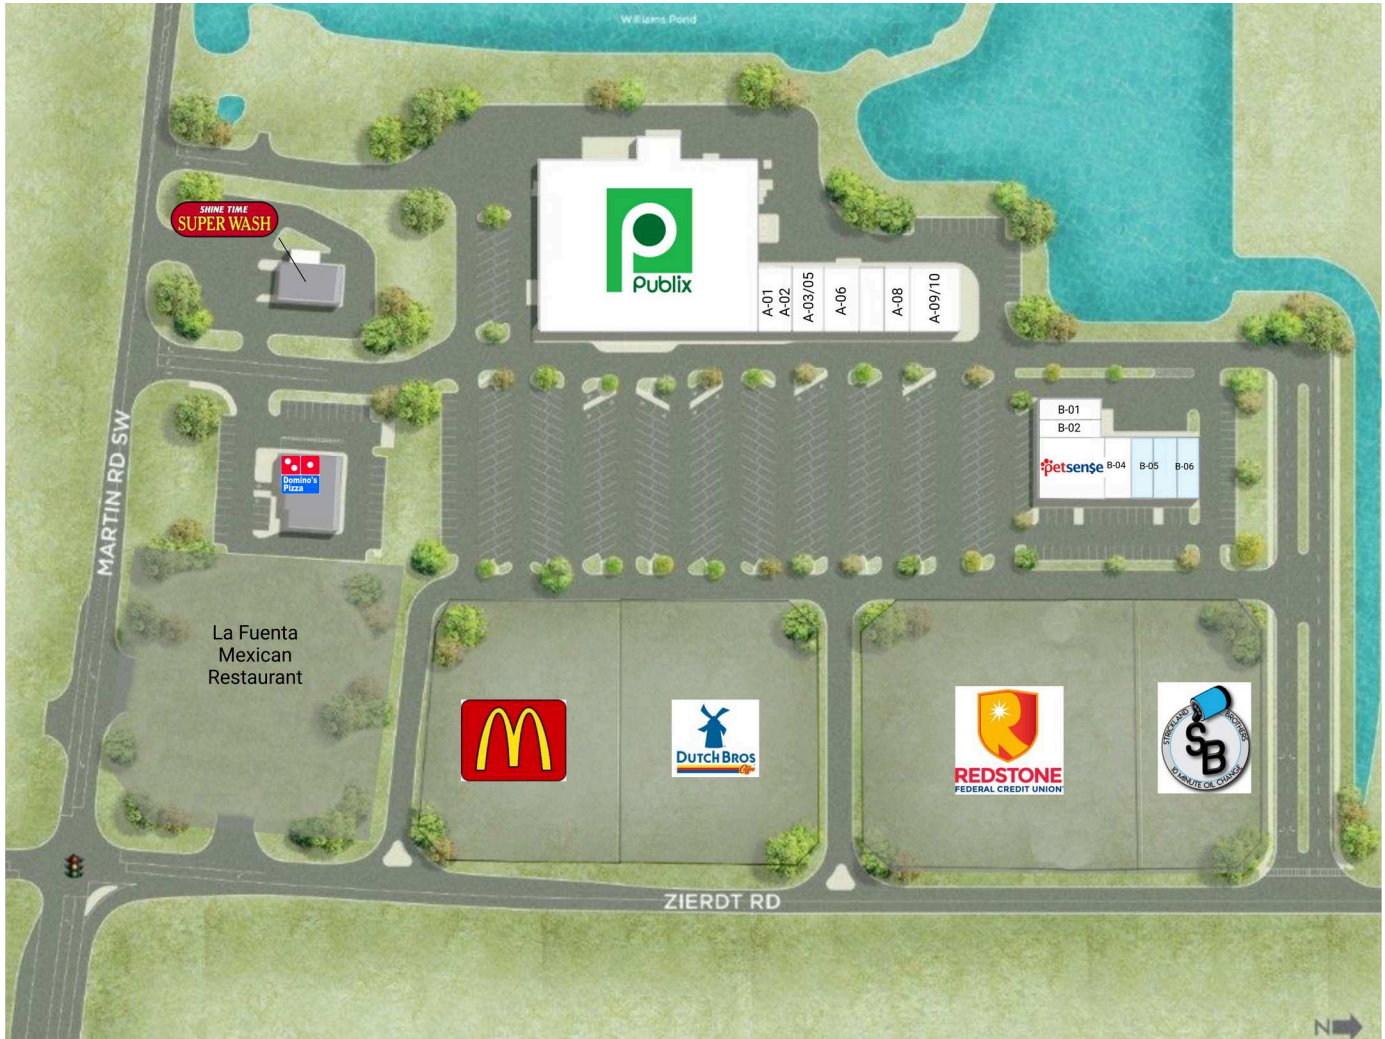 Williams Pond
SHINE TIME
SUPER WASH
Publix
A-01
A-02
A-03/05
A-06
A-08
A-09/10
B-01
B-02
petsense
B-04
B-05
B-06
MARTIN RD SW
Domino's
Pizza
La Fuenta
Mexican
Restaurant
DUTCH BROS
Coffee
REDSTONE
FEDERAL CREDIT UNION
STRICKLAND BROTHERS
SB
10 MINUTE OIL CHANGE
ZIERDT RD
N